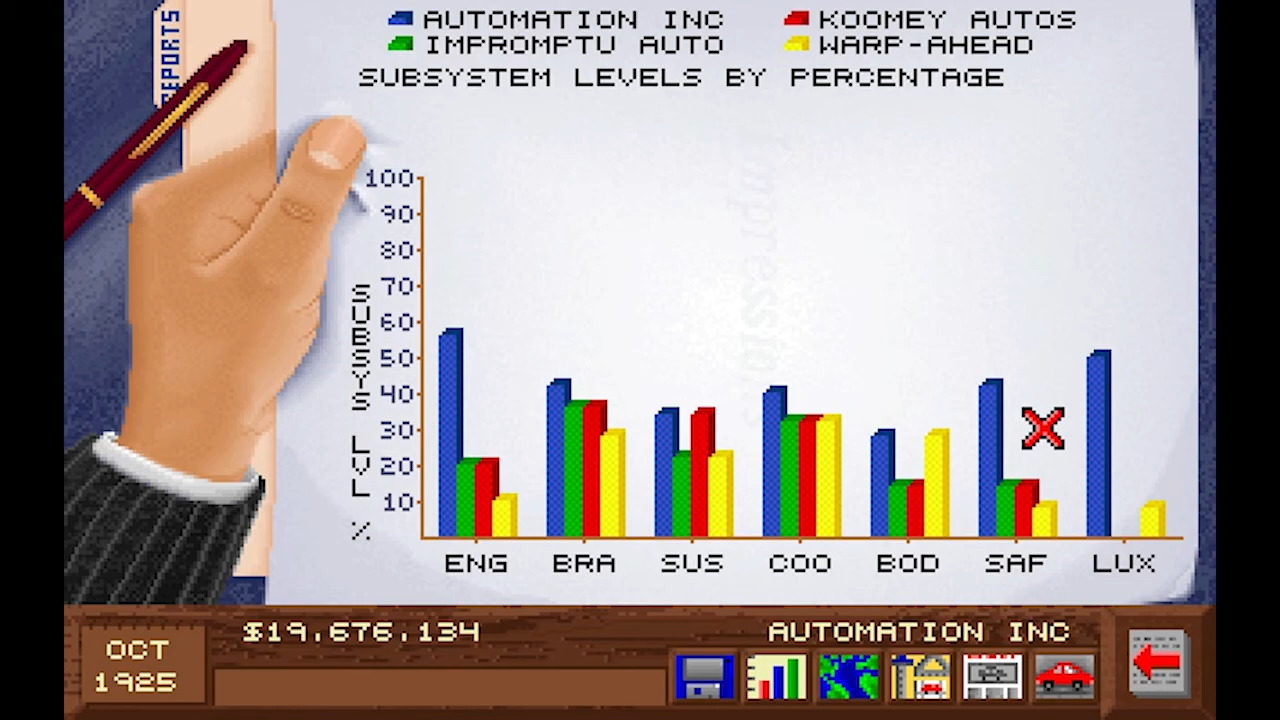 AUTOMATION INC KOOMEY AUTOS
IMPROMPTU AUTO WARP-AHEAD
SUBSYSTEM LEVELS BY PERCENTAGE
REPORTS
100
90
80
70
60
50
40
30
20
10
SUBSYS LVL %
ENG BRA SUS COO BOD SAF LUX
OCT
1925
$19,676,134
AUTOMATION INC